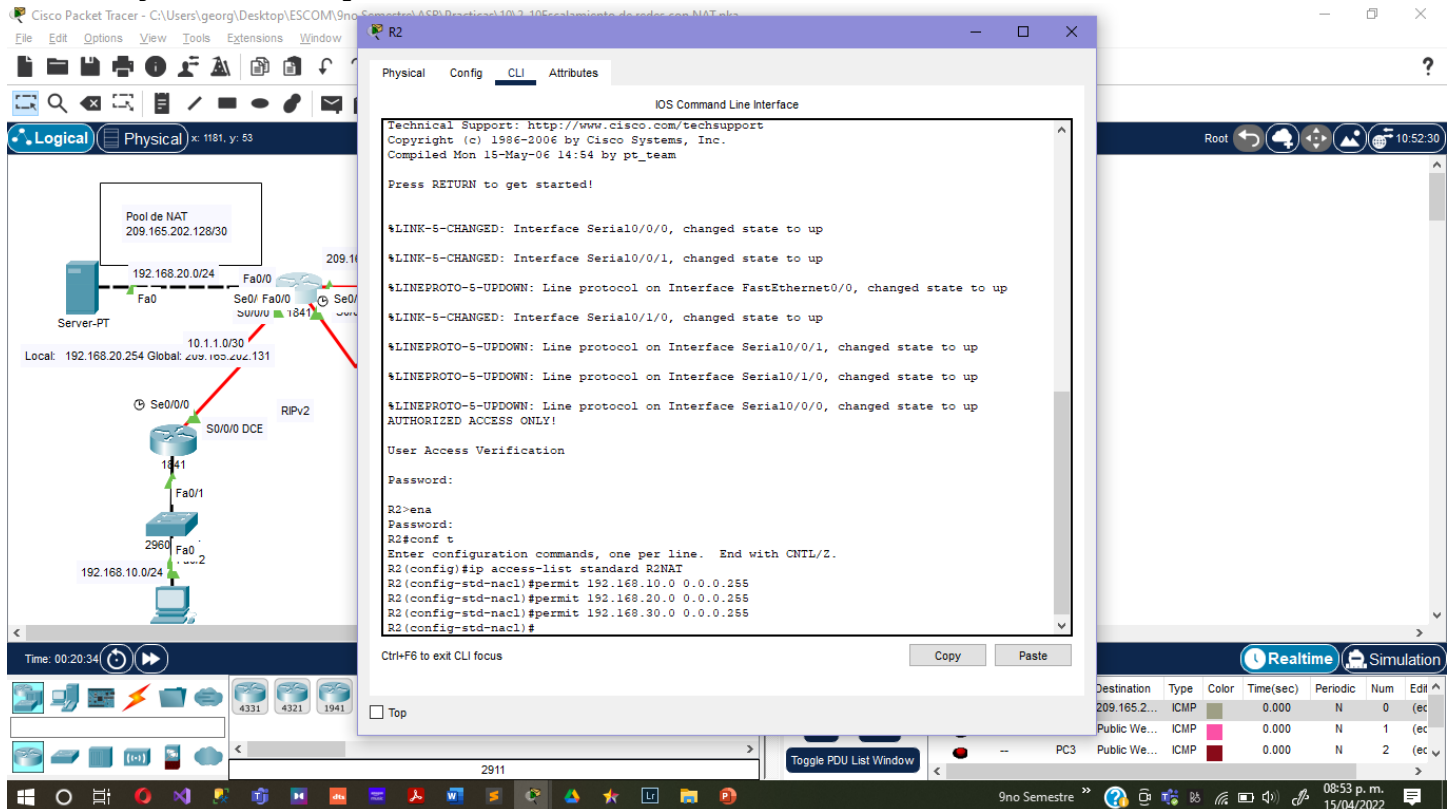 Cisco Packet Tracer - C:\Users\georg\Desktop\ESCOM\9no Semestre\ASR\Practicas\10\2_10Escalamiento de redes con NAT.pka
File Edit Options View Tools Extensions Window
?
Logical Physical x: 1181, y: 53
Root 10:52:30
Pool de NAT
209.165.202.128/30
192.168.20.0/24
Fa0/0
Fa0
Se0/ Fa0/0
1841
Server-PT
10.1.1.0/30
Local: 192.168.20.254 Global: 209.165.202.131
Se0/0/0
RIPv2
S0/0/0 DCE
1841
Fa0/1
2960
Fa0
192.168.10.0/24
R2
Physical Config CLI Attributes
IOS Command Line Interface
Technical Support: http://www.cisco.com/techsupport
Copyright (c) 1986-2006 by Cisco Systems, Inc.
Compiled Mon 15-May-06 14:54 by pt_team
Press RETURN to get started!
%LINK-5-CHANGED: Interface Serial0/0/0, changed state to up
%LINK-5-CHANGED: Interface Serial0/0/1, changed state to up
%LINEPROTO-5-UPDOWN: Line protocol on Interface FastEthernet0/0, changed state to up
%LINK-5-CHANGED: Interface Serial0/1/0, changed state to up
%LINEPROTO-5-UPDOWN: Line protocol on Interface Serial0/0/1, changed state to up
%LINEPROTO-5-UPDOWN: Line protocol on Interface Serial0/1/0, changed state to up
%LINEPROTO-5-UPDOWN: Line protocol on Interface Serial0/0/0, changed state to up
AUTHORIZED ACCESS ONLY!
User Access Verification
Password:
R2>ena
Password:
R2#conf t
Enter configuration commands, one per line. End with CNTL/Z.
R2(config)#ip access-list standard R2NAT
R2(config-std-nacl)#permit 192.168.10.0 0.0.0.255
R2(config-std-nacl)#permit 192.168.20.0 0.0.0.255
R2(config-std-nacl)#permit 192.168.30.0 0.0.0.255
R2(config-std-nacl)#
Ctrl+F6 to exit CLI focus
Copy Paste
Top
Time: 00:20:34
Realtime Simulation
4331 4321 1941
2911
Toggle PDU List Window
Destination Type Color Time(sec) Periodic Num Edit
209.165.2... ICMP 0.000 N 0 (ec
Public We... ICMP 0.000 N 1 (ec
-- PC3 Public We... ICMP 0.000 N 2 (ec
9no Semestre
08:53 p. m.
15/04/2022